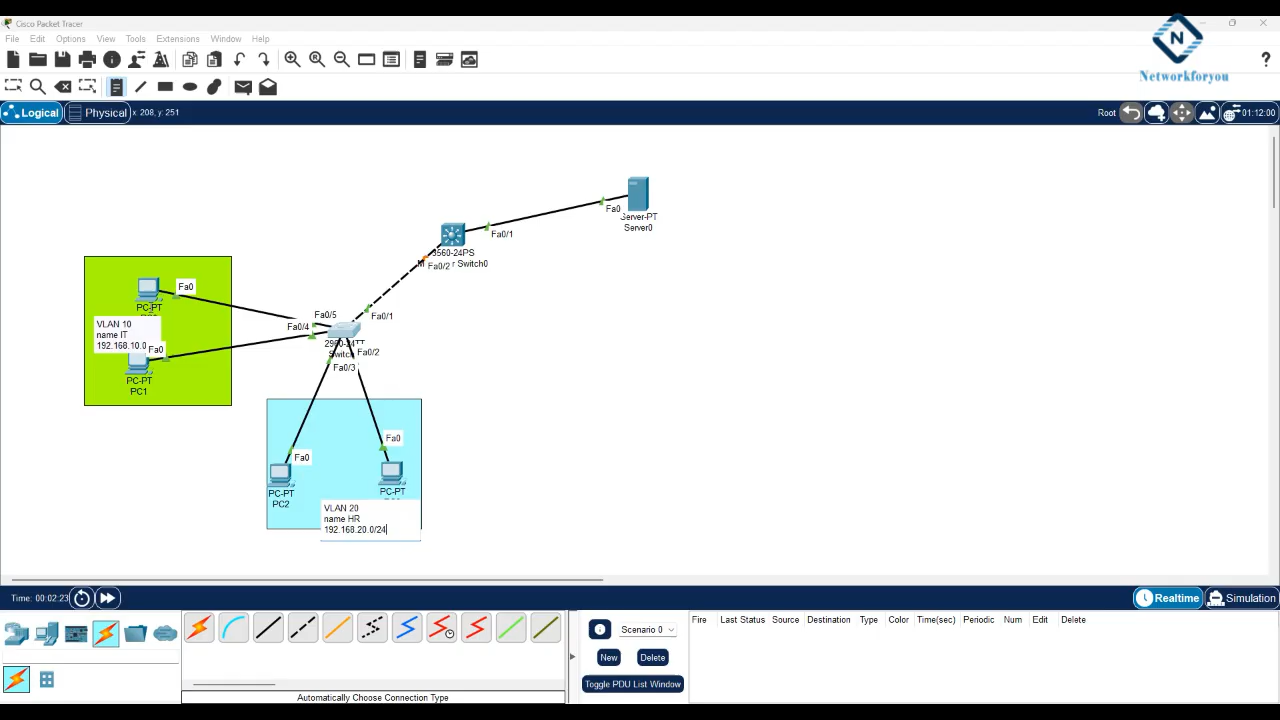 Cisco Packet Tracer
File Edit Options View Tools Extensions Window Help
N
Networkforyou
Logical Physical x: 208, y: 251 Root 01:12:00
Server-PT
Server0
Fa0
Fa0/1
3560-24PS
Switch0
Fa0/2
Fa0
PC-PT
VLAN 10
name IT
192.168.10.0
Fa0
PC-PT
PC1
Fa0/5
Fa0/4
Fa0/1
Fa0/2
Fa0/3
Fa0
Fa0
PC-PT
PC2
PC-PT
VLAN 20
name HR
192.168.20.0/24
Time: 00:02:23 Realtime Simulation
Scenario 0
New Delete
Toggle PDU List Window
Fire Last Status Source Destination Type Color Time(sec) Periodic Num Edit Delete
Automatically Choose Connection Type